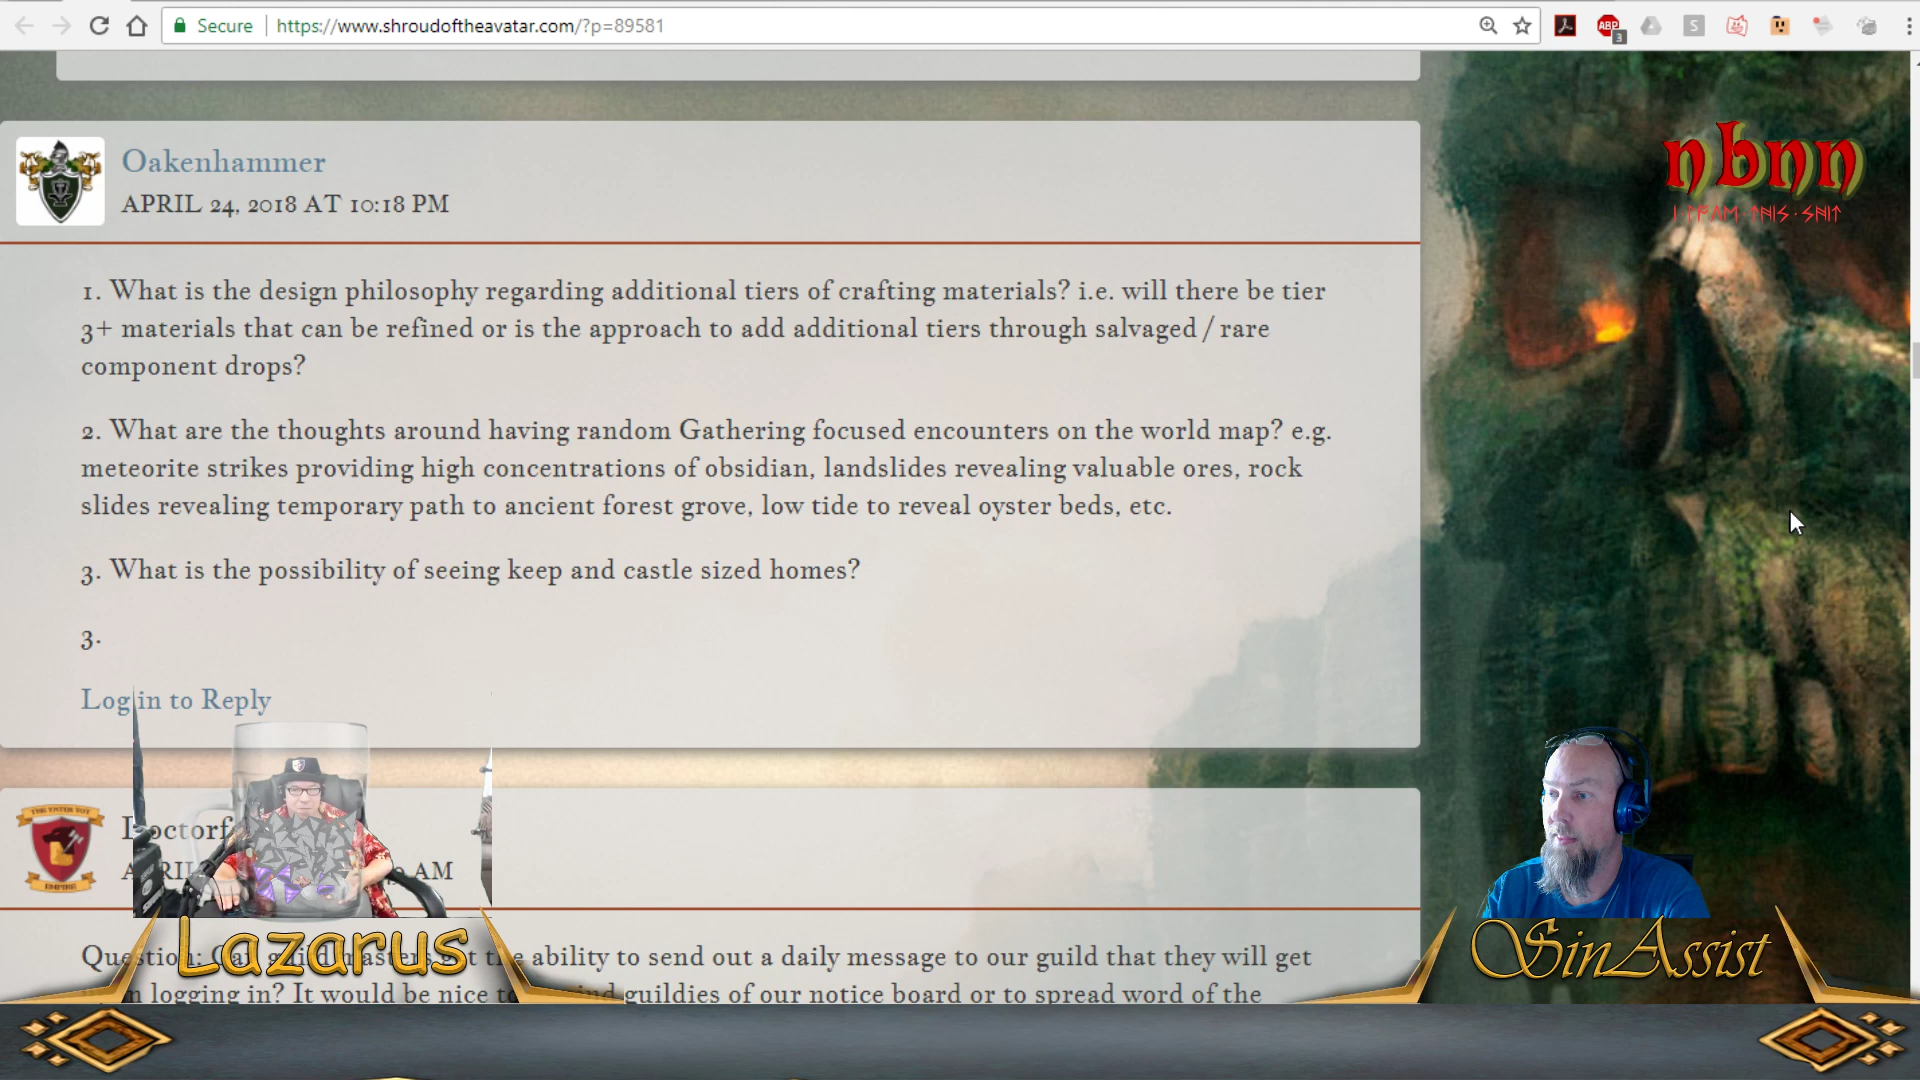 Secure
https://www.shroudoftheavatar.com/?p=89581
ABP
3
S
Oakenhammer
APRIL 24, 2018 AT 10:18 PM
nbnn
1. What is the design philosophy regarding additional tiers of crafting materials? i.e. will there be tier
3+ materials that can be refined or is the approach to add additional tiers through salvaged / rare
component drops?
2. What are the thoughts around having random Gathering focused encounters on the world map? e.g.
meteorite strikes providing high concentrations of obsidian, landslides revealing valuable ores, rock
slides revealing temporary path to ancient forest grove, low tide to reveal oyster beds, etc.
3. What is the possibility of seeing keep and castle sized homes?
3.
Log in to Reply
EMPIRE
AM
Lazarus
SinAssist
ability to send out a daily message to our guild that they will get
logging in? It would be nice to guildies of our notice board or to spread word of the